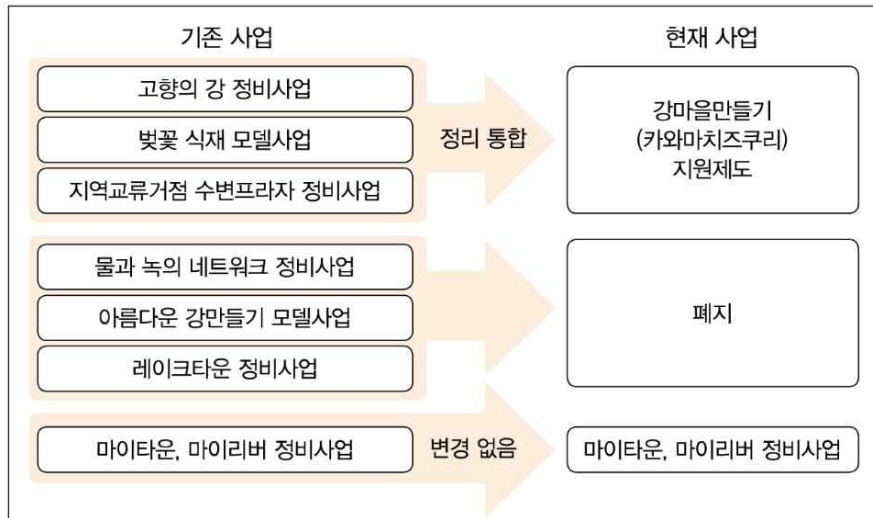 기존 사업
현재 사업
고향의 강 정비사업
벚꽃 식재 모델사업
지역교류거점 수변프라자 정비사업
정리 통합
강마을만들기
(카와마치즈쿠리)
지원제도
물과 녹의 네트워크 정비사업
아름다운 강만들기 모델사업
레이크타운 정비사업
폐지
마이타운, 마이리버 정비사업
변경 없음
마이타운, 마이리버 정비사업